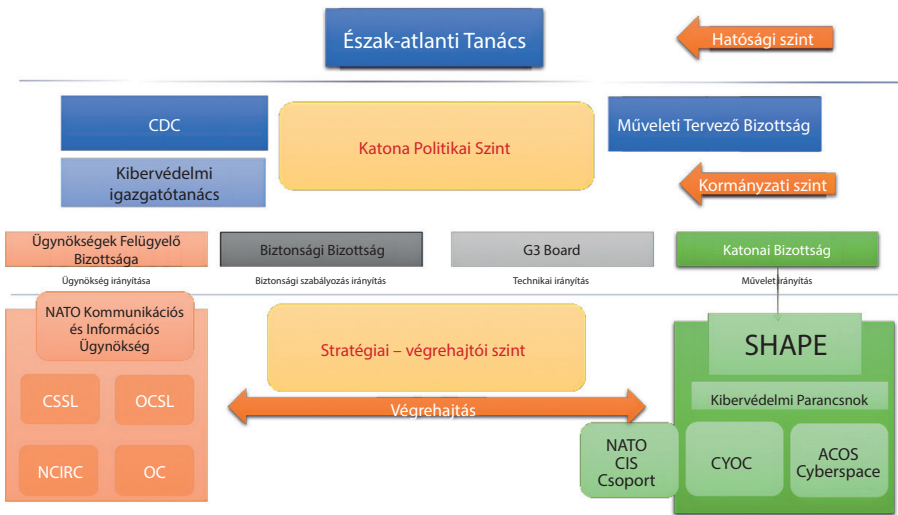 Észak-atlanti Tanács
Hatósági szint
CDC
Katona Politikai Szint
Műveleti Tervező Bizottság
Kibervédelmi
igazgatótanács
Kormányzati szint
Ügynökségek Felügyelő
Bizottsága
Biztonsági Bizottság
G3 Board
Katonai Bizottság
Ügynökség irányítása
Biztonsági szabályozás irányítás
Technikai irányítás
Művelet irányítás
NATO Kommunikációs
és Információs
Ügynökség
Stratégiai – végrehajtói szint
SHAPE
CSSL
OCSL
Végrehajtás
Kibervédelmi Parancsnok
NCIRC
OC
NATO
CIS
Csoport
CYOC
ACOS
Cyberspace